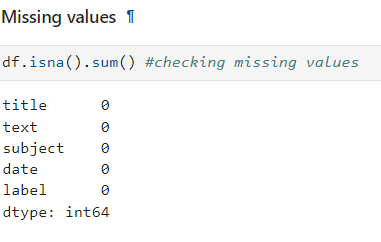 Missing values ¶
df.isna().sum() #checking missing values
title 0
text 0
subject 0
date 0
label 0
dtype: int64